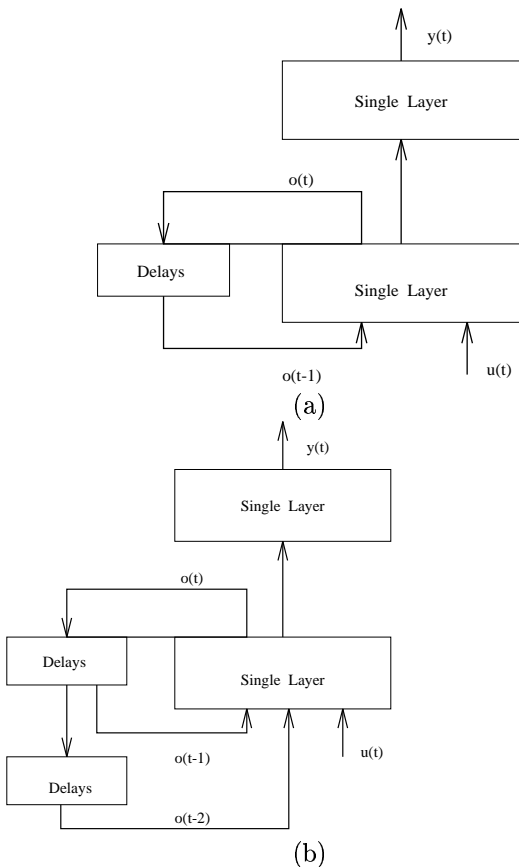 y(t)
Single Layer
o(t)
Delays
Single Layer
o(t-1)
u(t)
(a)
y(t)
Single Layer
o(t)
Delays
Single Layer
o(t-1)
u(t)
Delays
o(t-2)
(b)